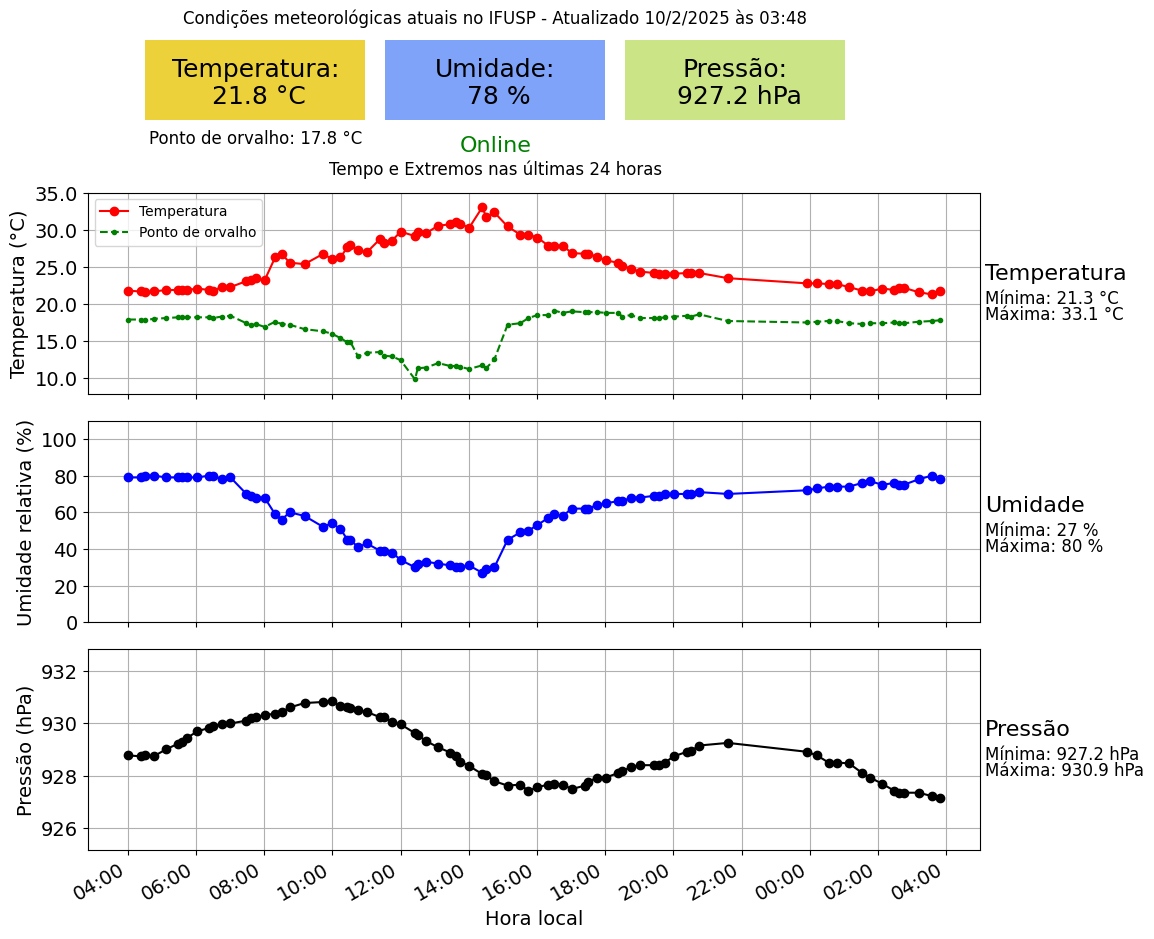 Condições meteorológicas atuais no IFUSP - Atualizado 10/2/2025 às 03:48
Temperatura:
21.8 °C
Umidade:
78 %
Pressão:
927.2 hPa
Ponto de orvalho: 17.8 °C
Online
Tempo e Extremos nas últimas 24 horas
Temperatura (°C)
35.0
30.0
25.0
20.0
15.0
10.0
Temperatura
Ponto de orvalho
Temperatura
Mínima: 21.3 °C
Máxima: 33.1 °C
Umidade relativa (%)
100
80
60
40
20
0
Umidade
Mínima: 27 %
Máxima: 80 %
Pressão (hPa)
932
930
928
926
Pressão
Mínima: 927.2 hPa
Máxima: 930.9 hPa
04:00 06:00 08:00 10:00 12:00 14:00 16:00 18:00 20:00 22:00 00:00 02:00 04:00
Hora local